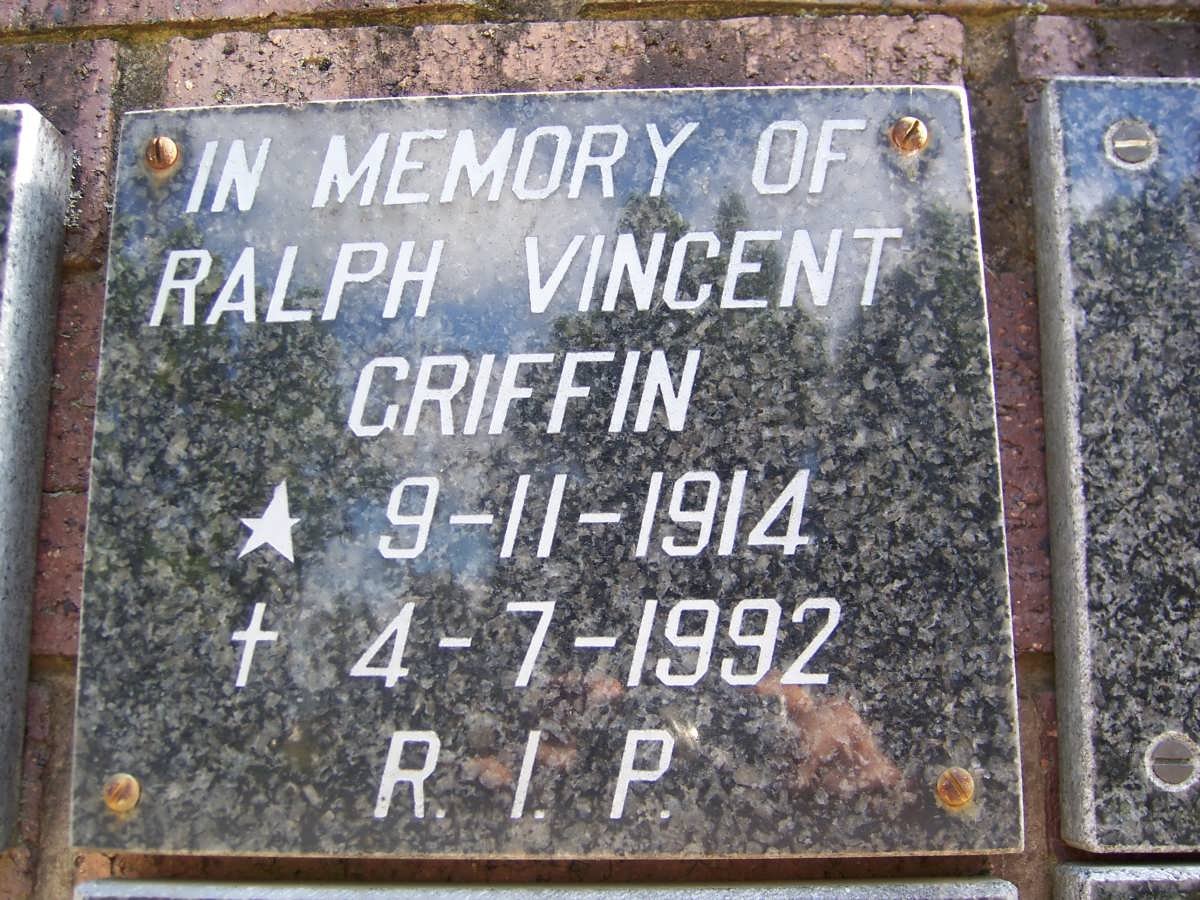 IN MEMORY OF
RALPH VINCENT
GRIFFIN
★ 9-11-1914
† 4-7-1992
R. I. P.